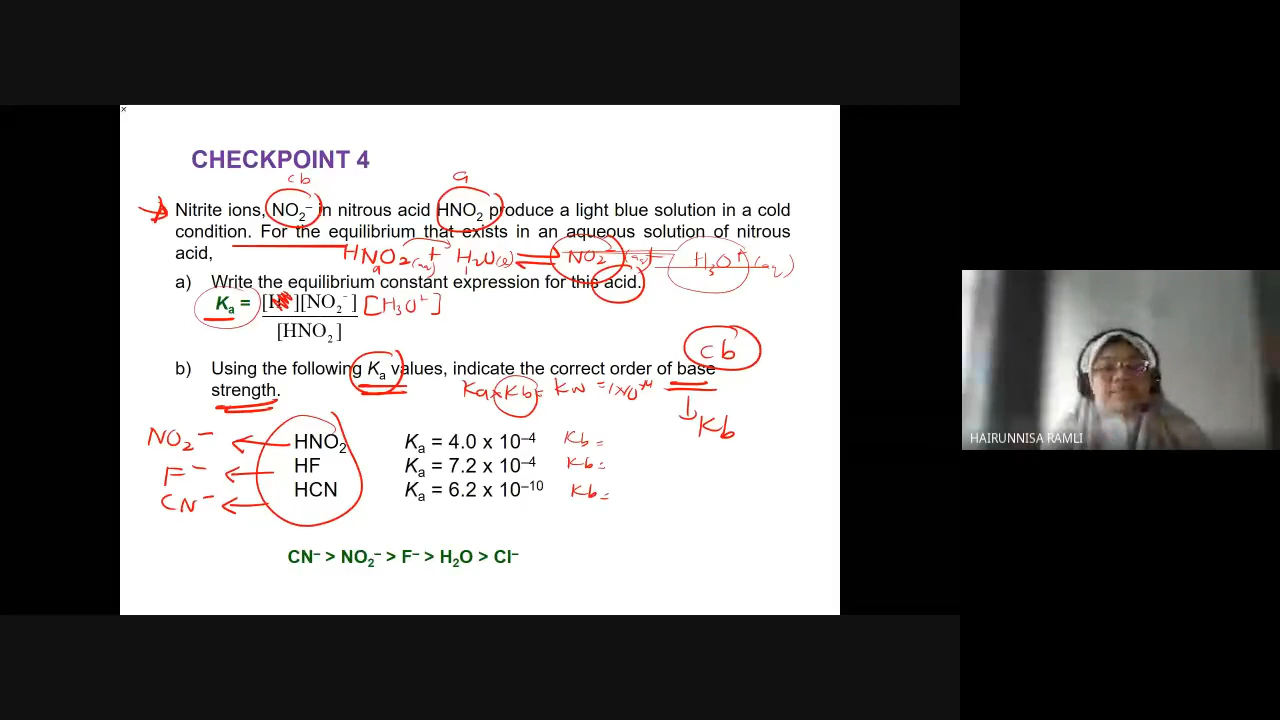 CHECKPOINT 4
cb
a
Nitrite ions, NO₂⁻ in nitrous acid HNO₂ produce a light blue solution in a cold
condition. For the equilibrium that exists in an aqueous solution of nitrous
acid,
HNO₂(aq) + H₂O(l) ⇌ NO₂⁻(aq) + H₃O⁺(aq)
a) Write the equilibrium constant expression for this acid.
Kₐ = [NO₂⁻] [H₃O⁺]
[HNO₂]
cb
b) Using the following Kₐ values, indicate the correct order of base
strength.
Ka × Kb = Kw = 1×10⁻¹⁴
Kb
NO₂⁻ ← HNO₂ Kₐ = 4.0 x 10⁻⁴ Kb =
F⁻ ← HF Kₐ = 7.2 x 10⁻⁴ Kb =
CN⁻ ← HCN Kₐ = 6.2 x 10⁻¹⁰ Kb =
CN⁻ > NO₂⁻ > F⁻ > H₂O > Cl⁻
HAIRUNNISA RAMLI